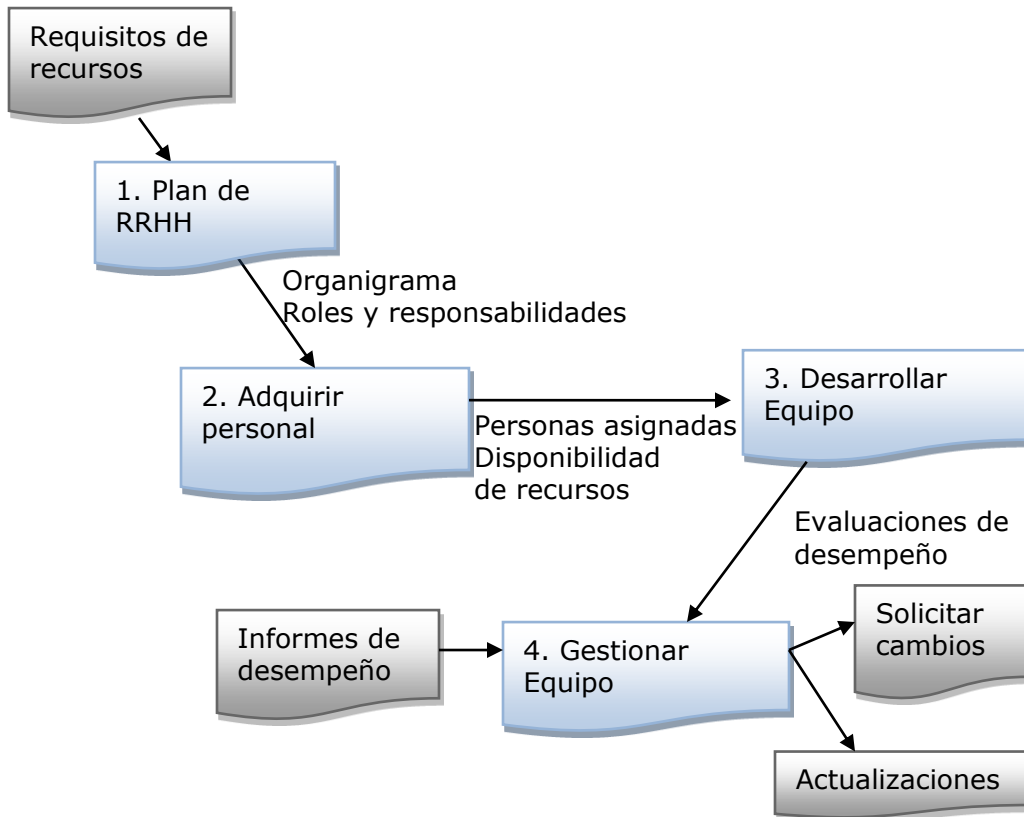 Requisitos de
recursos
1. Plan de
RRHH
Organigrama
Roles y responsabilidades
2. Adquirir
personal
Personas asignadas
Disponibilidad
de recursos
3. Desarrollar
Equipo
Evaluaciones de
desempeño
Informes de
desempeño
4. Gestionar
Equipo
Solicitar
cambios
Actualizaciones